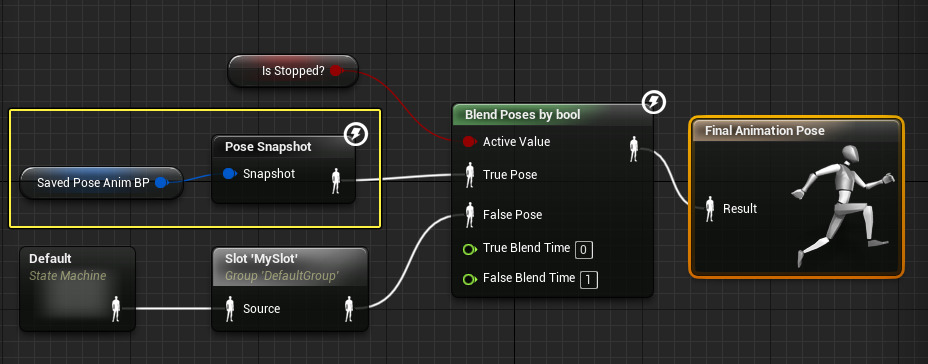 Is Stopped?
Blend Poses by bool
Active Value
True Pose
False Pose
True Blend Time 0
False Blend Time 1
Final Animation Pose
Result
Pose Snapshot
Snapshot
Saved Pose Anim BP
Default
State Machine
Slot 'MySlot'
Group 'DefaultGroup'
Source